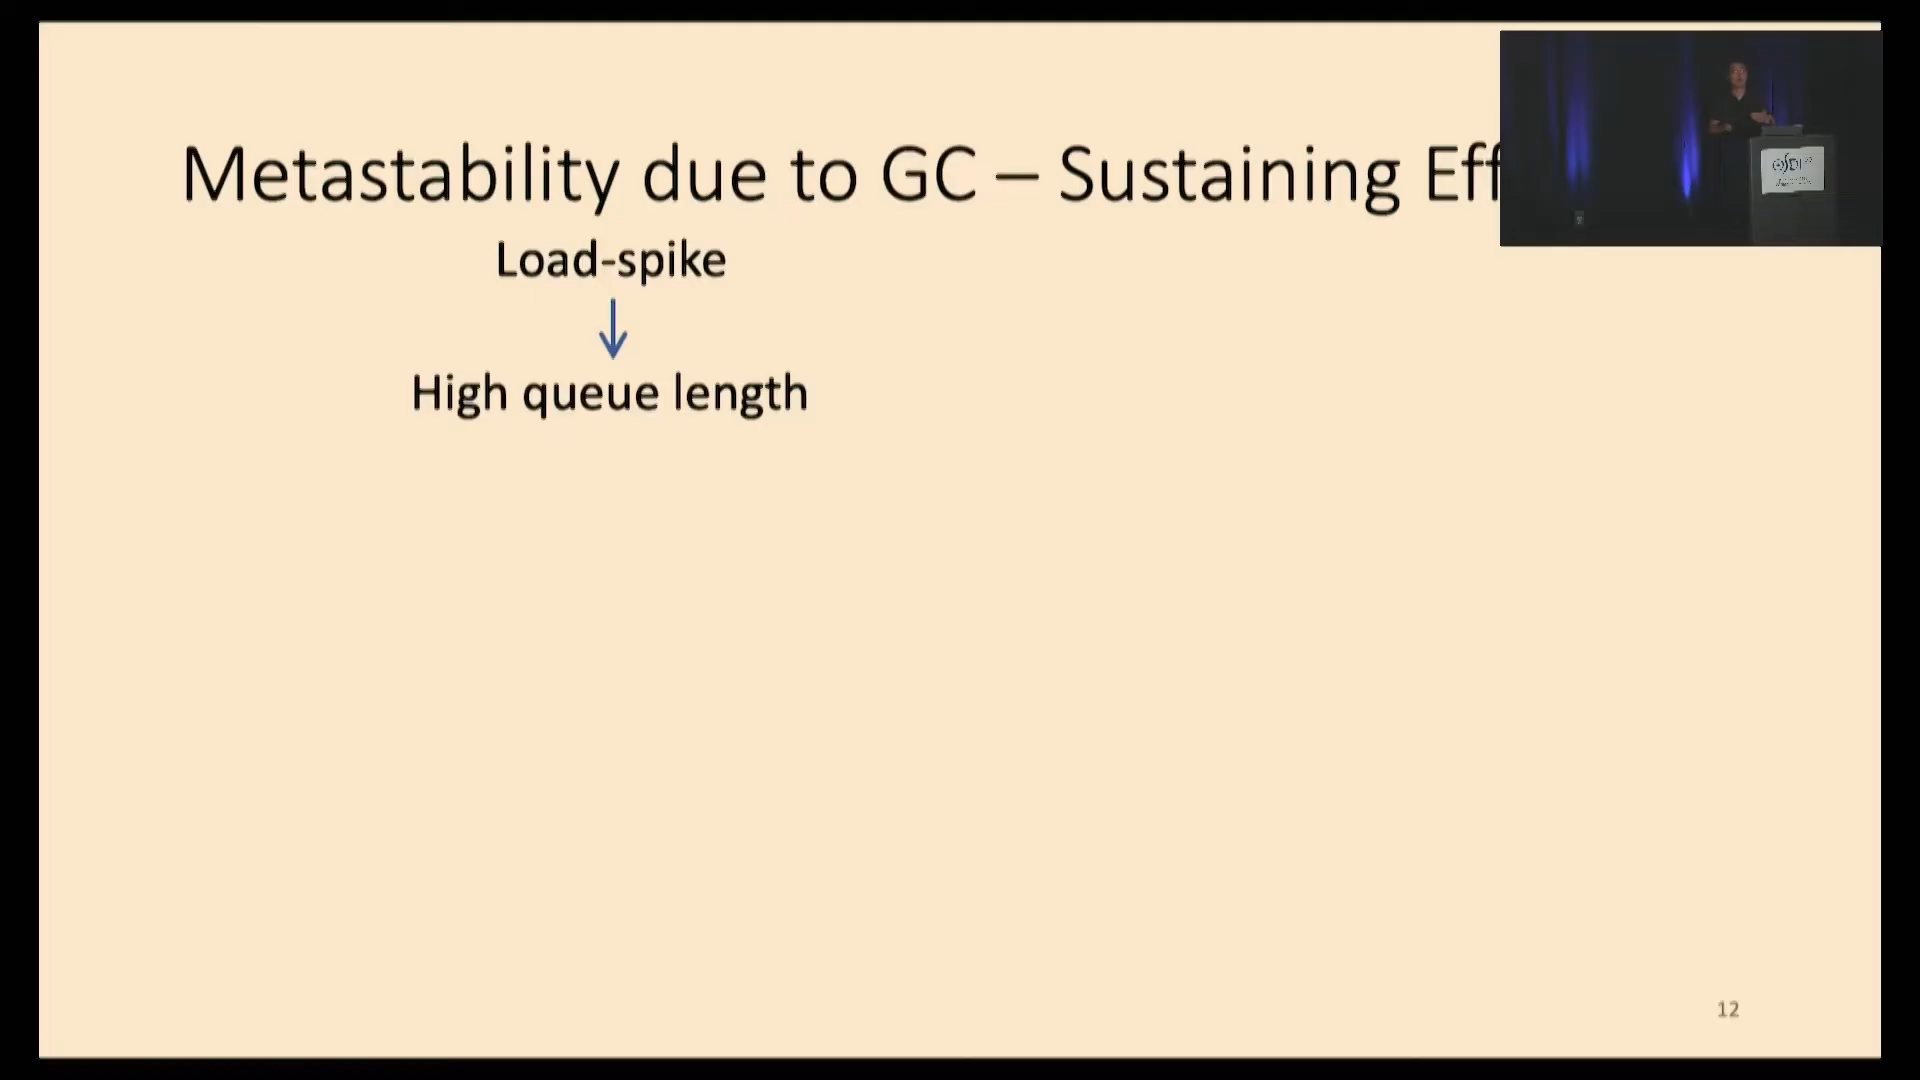 Metastability due to GC – Sustaining Eff
Load-spike
High queue length
12